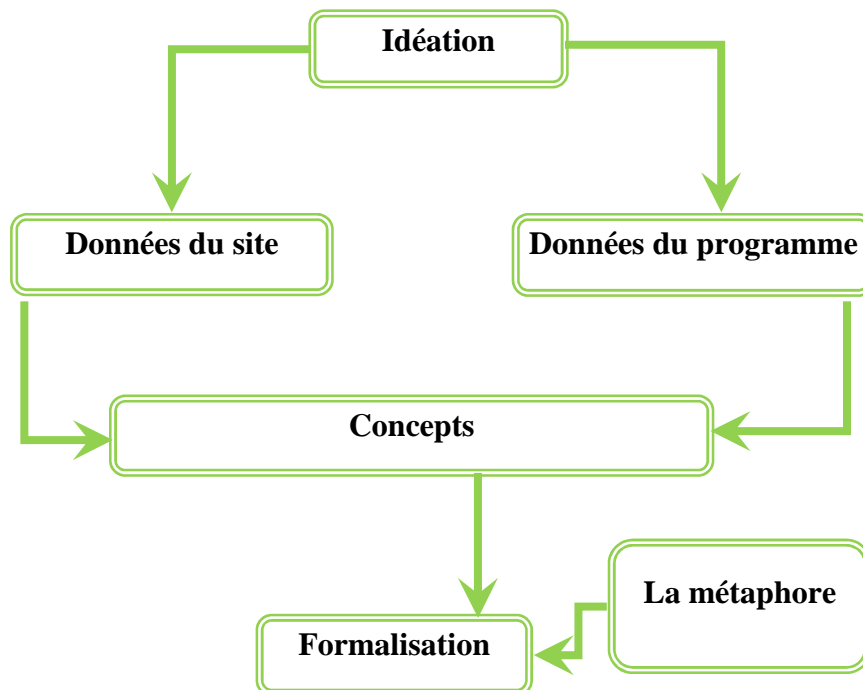 Idéation
Données du site
Données du programme
Concepts
La métaphore
Formalisation